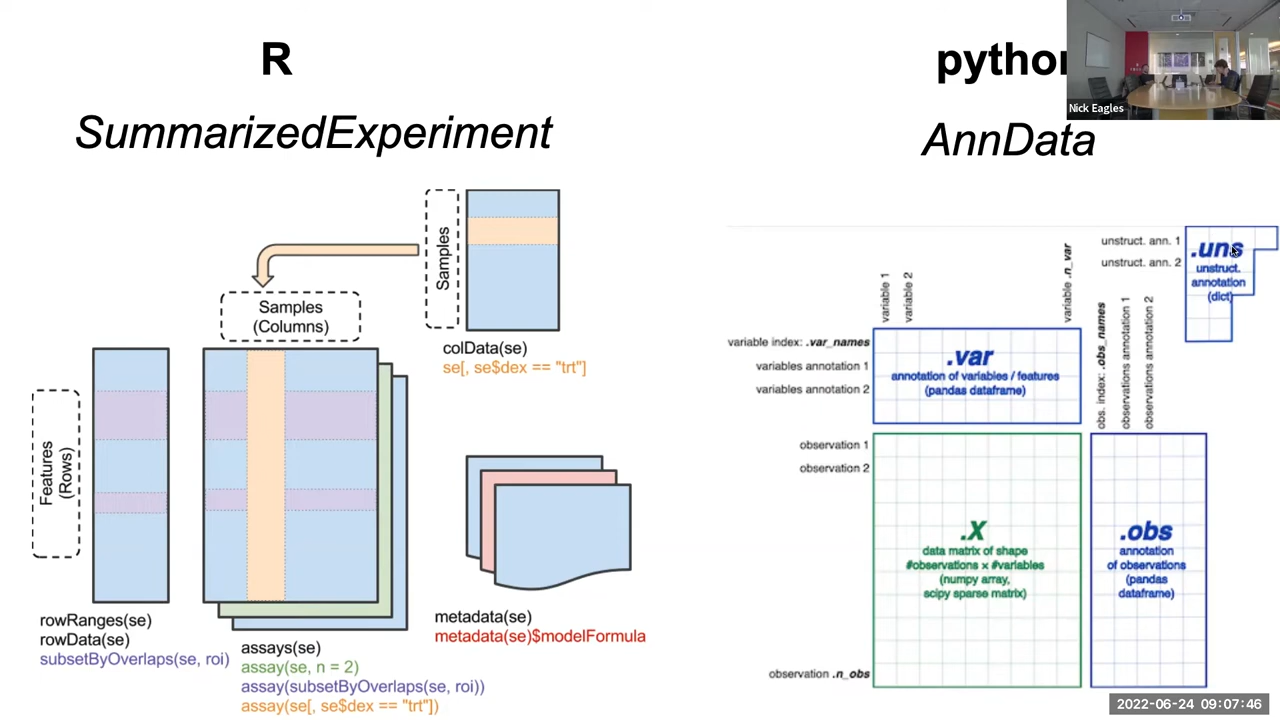 R
SummarizedExperiment
Samples
Samples
(Columns)
colData(se)
se[, se$dex == "trt"]
Features
(Rows)
rowRanges(se)
rowData(se)
subsetByOverlaps(se, roi)
assays(se)
assay(se, n = 2)
assay(subsetByOverlaps(se, roi))
assay(se[, se$dex == "trt"])
metadata(se)
metadata(se)$modelFormula
python
AnnData
Nick Eagles
unstruct. ann. 1
unstruct. ann. 2
.uns
unstruct.
annotation
(dict)
variable 1
variable 2
variable .n_var
variable index: .var_names
variables annotation 1
variables annotation 2
.var
annotation of variables / features
(pandas dataframe)
obs. index: .obs_names
observations annotation 1
observations annotation 2
observation 1
observation 2
observation .n_obs
.X
data matrix of shape
#observations x #variables
(numpy array,
scipy sparse matrix)
.obs
annotation
of observations
(pandas
dataframe)
2022-06-24 09:07:46